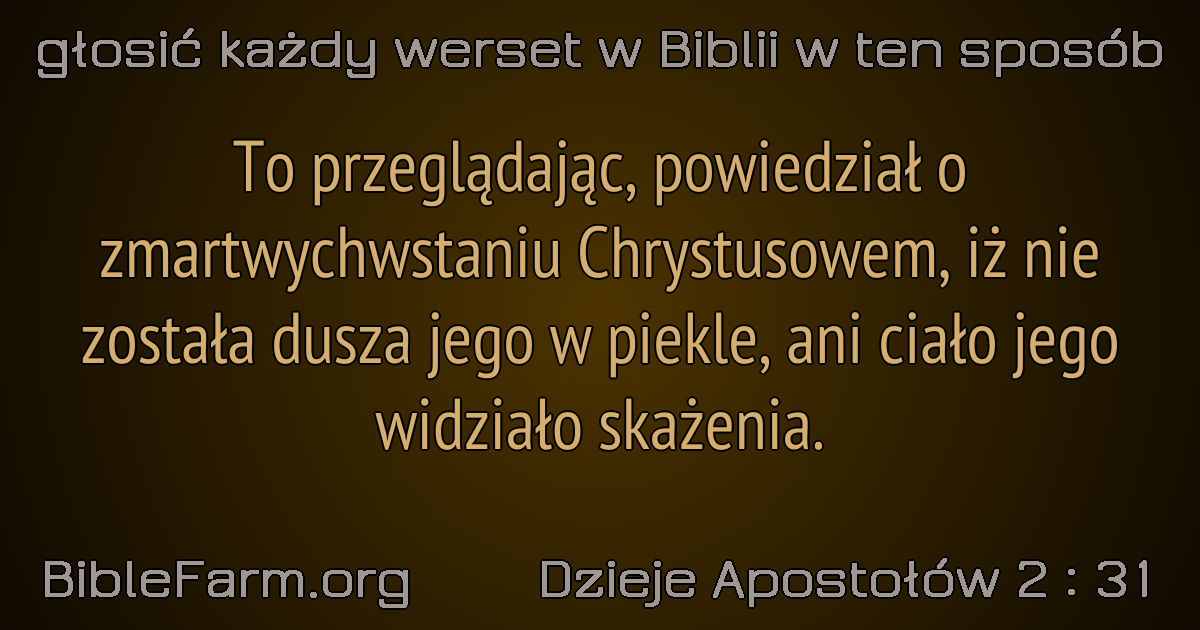 głosić każdy werset w Biblii w ten sposób
To przeglądając, powiedział o
zmartwychwstaniu Chrystusowem, iż nie
została dusza jego w piekle, ani ciało jego
widziało skażenia.
BibleFarm.org Dzieje Apostołów 2 : 31